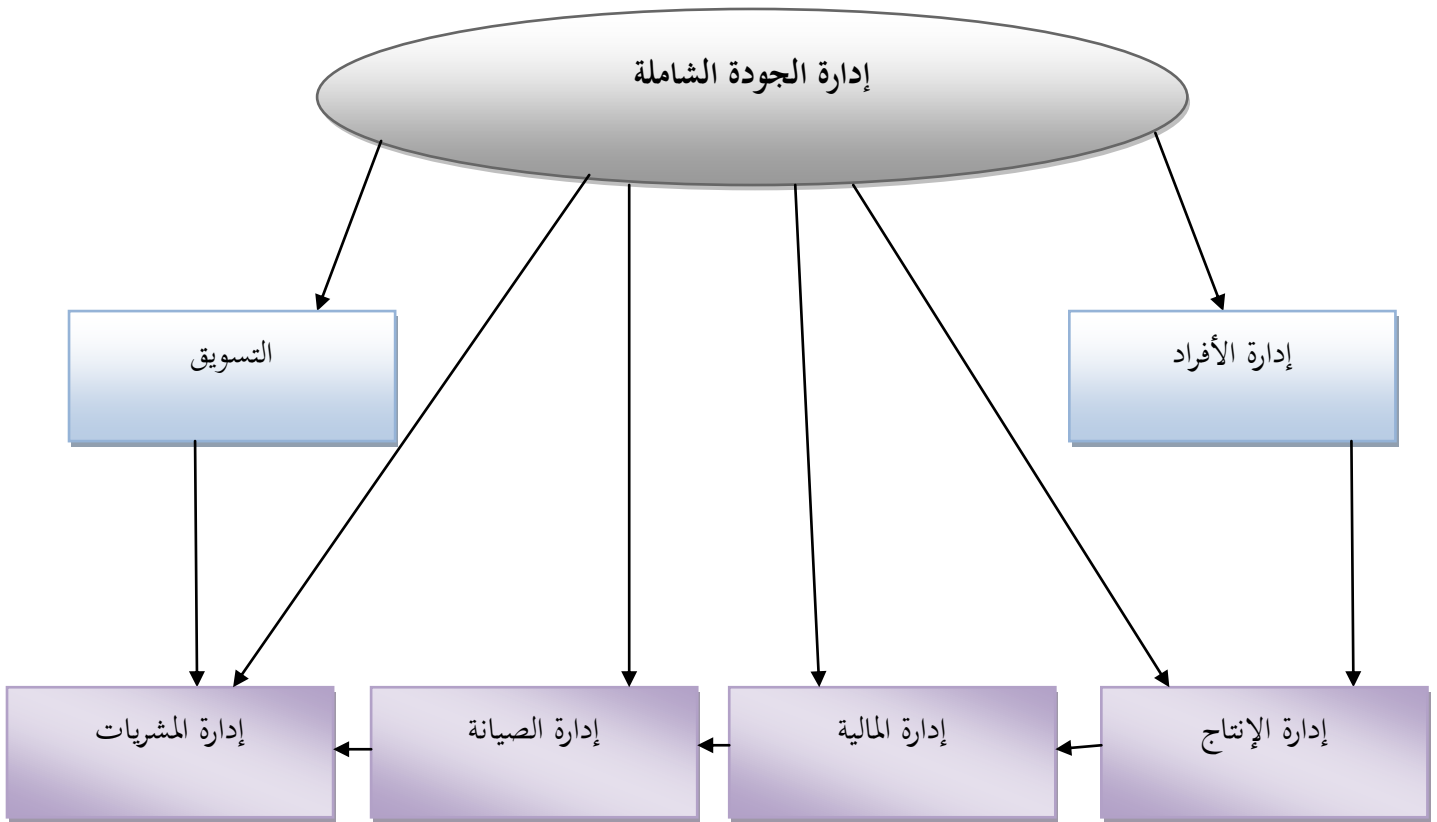 إدارة الجودة الشاملة
إدارة الأفراد
التسويق
إدارة الإنتاج
إدارة المالية
إدارة الصيانة
إدارة المشريات